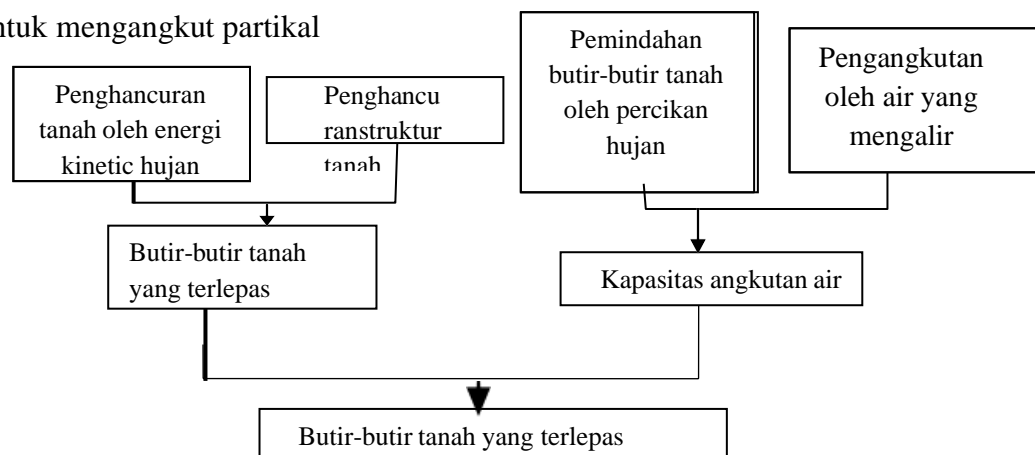 ntuk mengangkut partikal
Penghancuran
tanah oleh energi
kinetic hujan
Penghancu
ranstruktur
tanah
Pemindahan
butir-butir tanah
oleh percikan
hujan
Pengangkutan
oleh air yang
mengalir
Butir-butir tanah
yang terlepas
Kapasitas angkutan air
Butir-butir tanah yang terlepas